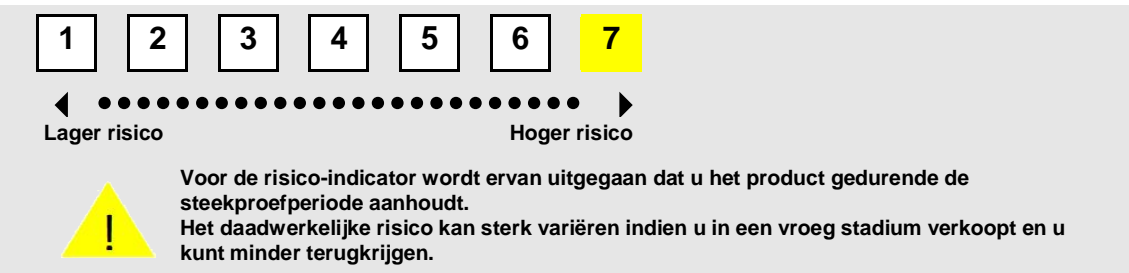 1 2 3 4 5 6 7
Lager risico Hoger risico
!
Voor de risico-indicator wordt ervan uitgegaan dat u het product gedurende de
steekproefperiode aanhoudt.
Het daadwerkelijke risico kan sterk variëren indien u in een vroeg stadium verkoopt en u
kunt minder terugkrijgen.